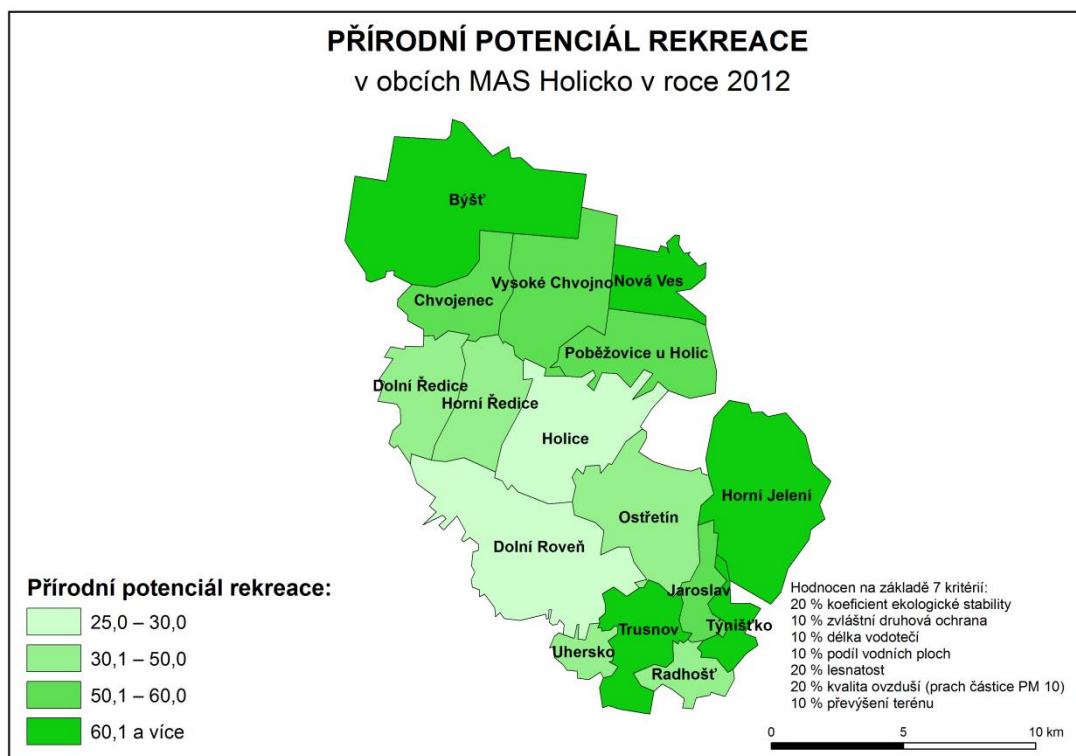 PŘÍRODNÍ POTENCIÁL REKREACE
v obcích MAS Holicko v roce 2012
Býšť
Vysoké Chvojno
Nová Ves
Chvojenec
Poběžovice u Holic
Dolní Ředice
Horní Ředice
Holice
Horní Jelení
Ostřetín
Dolní Roveň
Jaroslav
Týnišťko
Trusnov
Uhersko
Radhošť
Přírodní potenciál rekreace:
25,0 – 30,0
30,1 – 50,0
50,1 – 60,0
60,1 a více
Hodnocen na základě 7 kritérií:
20 % koeficient ekologické stability
10 % zvláštní druhová ochrana
10 % délka vodotečí
10 % podíl vodních ploch
20 % lesnatost
20 % kvalita ovzduší (prach částice PM 10)
10 % převýšení terénu
0 5 10 km